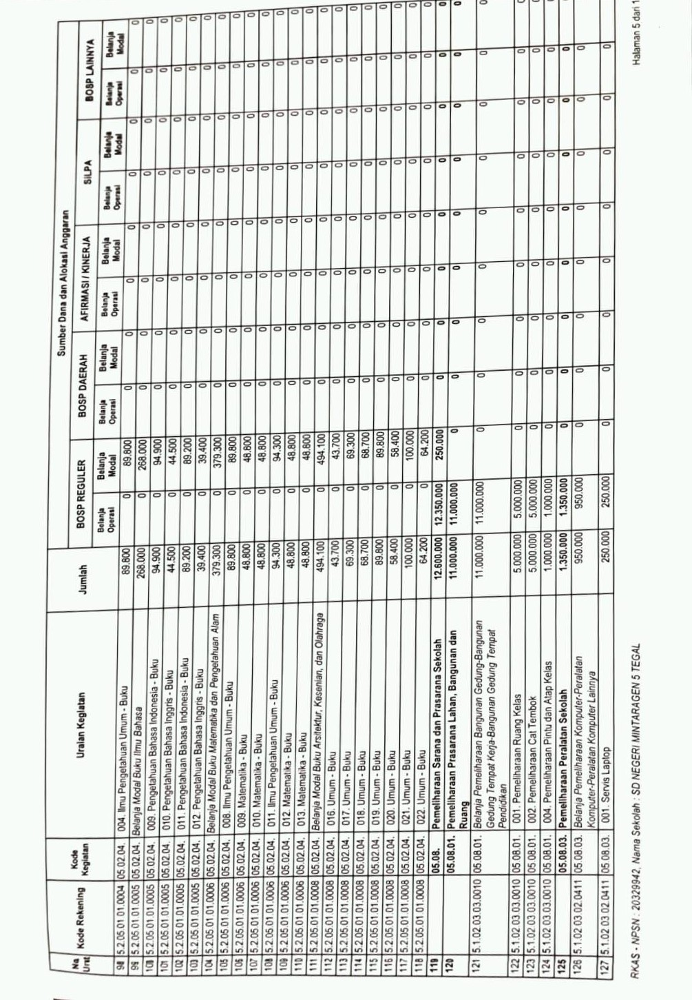 No Urut | Kode Rekening | Kode Kegiatan | Uraian Kegiatan | Jumlah | Sumber Dana dan Alokasi Anggaran
BOSP REGULER | BOSP DAERAH | AFIRMASI / KINERJA | SiLPA | BOSP LAINNYA
Belanja Operasi | Belanja Modal | Belanja Operasi | Belanja Modal | Belanja Operasi | Belanja Modal | Belanja Operasi | Belanja Modal | Belanja Operasi | Belanja Modal
98 5.2.05.01.01.0004 05.02.04. 004. Ilmu Pengetahuan Umum - Buku 89.800 0 89.800 0 0 0 0 0 0 0 0
99 5.2.05.01.01.0005 05.02.04. Belanja Modal Buku Ilmu Bahasa 268.000 0 268.000 0 0 0 0 0 0 0 0
100 5.2.05.01.01.0005 05.02.04. 009. Pengetahuan Bahasa Indonesia - Buku 94.900 0 94.900 0 0 0 0 0 0 0 0
101 5.2.05.01.01.0005 05.02.04. 010. Pengetahuan Bahasa Inggris - Buku 44.500 0 44.500 0 0 0 0 0 0 0 0
102 5.2.05.01.01.0005 05.02.04. 011. Pengetahuan Bahasa Indonesia - Buku 89.200 0 89.200 0 0 0 0 0 0 0 0
103 5.2.05.01.01.0005 05.02.04. 012. Pengetahuan Bahasa Inggris - Buku 39.400 0 39.400 0 0 0 0 0 0 0 0
104 5.2.05.01.01.0006 05.02.04. Belanja Modal Buku Matematika dan Pengetahuan Alam 379.300 0 379.300 0 0 0 0 0 0 0 0
105 5.2.05.01.01.0006 05.02.04. 008. Ilmu Pengetahuan Umum - Buku 89.800 0 89.800 0 0 0 0 0 0 0 0
106 5.2.05.01.01.0006 05.02.04. 009. Matematika - Buku 48.800 0 48.800 0 0 0 0 0 0 0 0
107 5.2.05.01.01.0006 05.02.04. 010. Matematika - Buku 48.800 0 48.800 0 0 0 0 0 0 0 0
108 5.2.05.01.01.0006 05.02.04. 011. Ilmu Pengetahuan Umum - Buku 94.300 0 94.300 0 0 0 0 0 0 0 0
109 5.2.05.01.01.0006 05.02.04. 012. Matematika - Buku 48.800 0 48.800 0 0 0 0 0 0 0 0
110 5.2.05.01.01.0006 05.02.04. 013. Matematika - Buku 48.800 0 48.800 0 0 0 0 0 0 0 0
111 5.2.05.01.01.0008 05.02.04. Belanja Modal Buku Arsitektur, Kesenian, dan Olahraga 494.100 0 494.100 0 0 0 0 0 0 0 0
112 5.2.05.01.01.0008 05.02.04. 016. Umum - Buku 43.700 0 43.700 0 0 0 0 0 0 0 0
113 5.2.05.01.01.0008 05.02.04. 017. Umum - Buku 69.300 0 69.300 0 0 0 0 0 0 0 0
114 5.2.05.01.01.0008 05.02.04. 018. Umum - Buku 68.700 0 68.700 0 0 0 0 0 0 0 0
115 5.2.05.01.01.0008 05.02.04. 019. Umum - Buku 89.800 0 89.800 0 0 0 0 0 0 0 0
116 5.2.05.01.01.0008 05.02.04. 020. Umum - Buku 58.400 0 58.400 0 0 0 0 0 0 0 0
117 5.2.05.01.01.0008 05.02.04. 021. Umum - Buku 100.000 0 100.000 0 0 0 0 0 0 0 0
118 5.2.05.01.01.0008 05.02.04. 022. Umum - Buku 64.200 0 64.200 0 0 0 0 0 0 0 0
119 05.08. Pemeliharaan Sarana dan Prasarana Sekolah 12.600.000 12.350.000 250.000 0 0 0 0 0 0 0 0
120 05.08.01. Pemeliharaan Prasarana Lahan, Bangunan dan 11.000.000 11.000.000 0 0 0 0 0 0 0 0 0
Ruang
121 5.1.02.03.03.0010 05.08.01. Belanja Pemeliharaan Bangunan Gedung-Bangunan 11.000.000 11.000.000 0 0 0 0 0 0 0 0 0
Gedung Tempat Kerja-Bangunan Gedung Tempat
Pendidikan
122 5.1.02.03.03.0010 05.08.01. 001. Pemeliharaan Ruang Kelas 5.000.000 5.000.000 0 0 0 0 0 0 0 0 0
123 5.1.02.03.03.0010 05.08.01. 002. Pemeliharaan Cat Tembok 5.000.000 5.000.000 0 0 0 0 0 0 0 0 0
124 5.1.02.03.03.0010 05.08.01. 004. Pemeliharaan Pintu dan Atap Kelas 1.000.000 1.000.000 0 0 0 0 0 0 0 0 0
125 05.08.03. Pemeliharaan Peralatan Sekolah 1.350.000 1.350.000 0 0 0 0 0 0 0 0 0
126 5.1.02.03.02.0411 05.08.03. Belanja Pemeliharaan Komputer-Peralatan 950.000 950.000 0 0 0 0 0 0 0 0 0
Komputer-Peralatan Komputer Lainnya
127 5.1.02.03.02.0411 05.08.03. 001. Servis Laptop 250.000 250.000 0 0 0 0 0 0 0 0 0
RKAS - NPSN : 20329942, Nama Sekolah : SD NEGERI MINTARAGEN 5 TEGAL
Halaman 5 dari 1